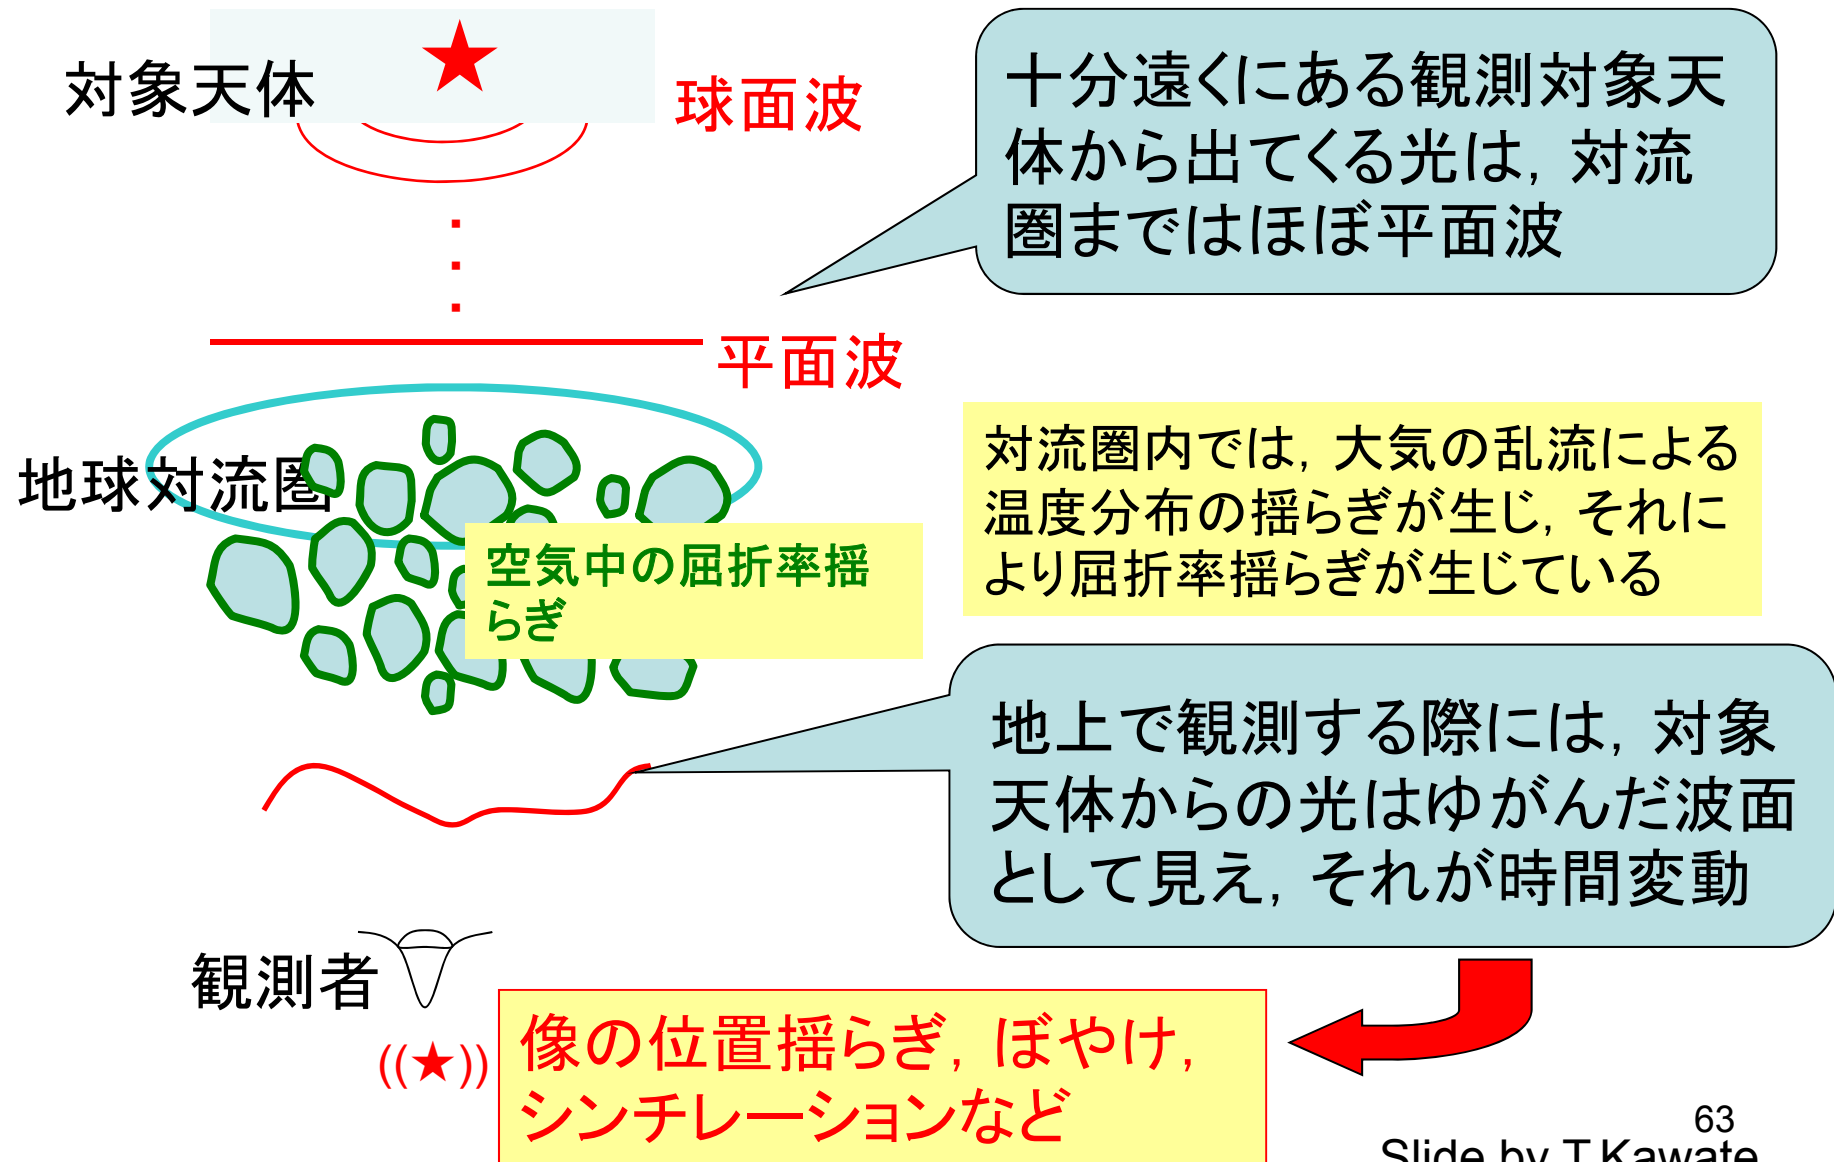 対象天体
球面波
十分遠くにある観測対象天
体から出てくる光は，対流
圏まではほぼ平面波
平面波
地球対流圏
空気中の屈折率揺
らぎ
対流圏内では，大気の乱流による
温度分布の揺らぎが生じ，それに
より屈折率揺らぎが生じている
地上で観測する際には，対象
天体からの光はゆがんだ波面
として見え，それが時間変動
観測者
((★))
像の位置揺らぎ，ぼやけ，
シンチレーションなど
63
Slide by T.Kawate